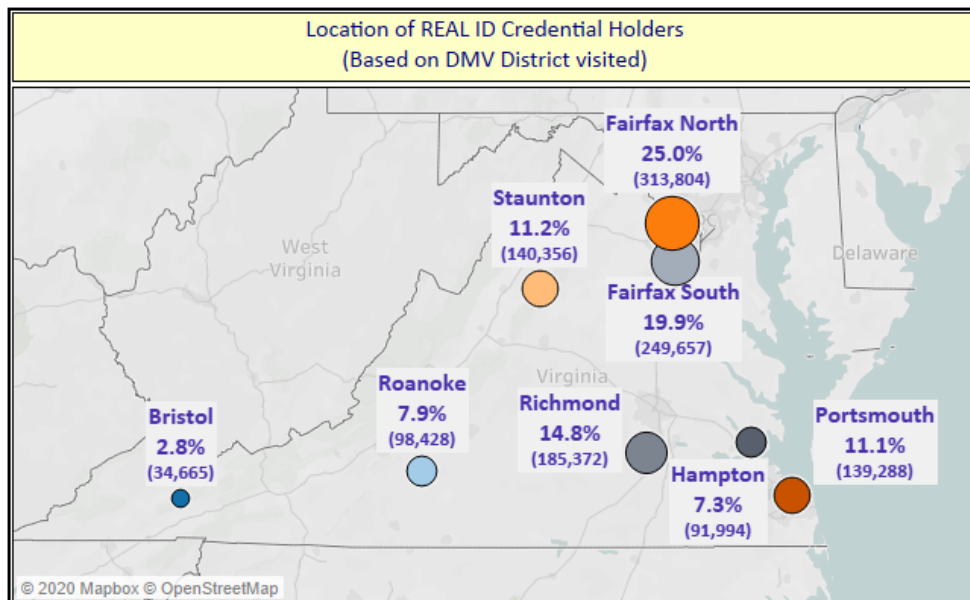 Location of REAL ID Credential Holders
(Based on DMV District visited)
Fairfax North
25.0%
(313,804)
Staunton
11.2%
(140,356)
West
Virginia
Delaware
Fairfax South
19.9%
(249,657)
Virginia
Roanoke
7.9%
(98,428)
Richmond
14.8%
(185,372)
Bristol
2.8%
(34,665)
Portsmouth
11.1%
(139,288)
Hampton
7.3%
(91,994)
© 2020 Mapbox © OpenStreetMap